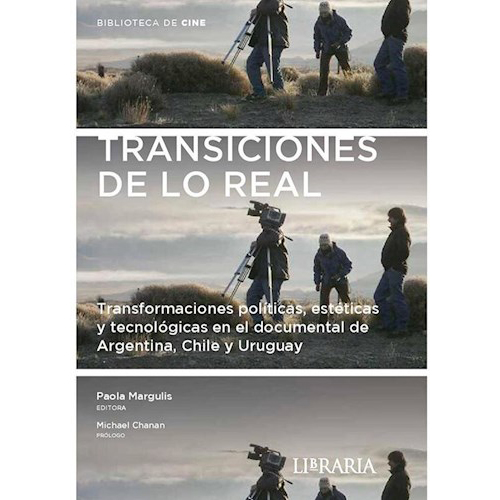 BIBLIOTECA DE CINE
TRANSICIONES
DE LO REAL
Transformaciones políticas, estéticas
y tecnológicas en el documental de
Argentina, Chile y Uruguay
Paola Margulis
EDITORA
Michael Chanan
PRÓLOGO
LIBRARIA